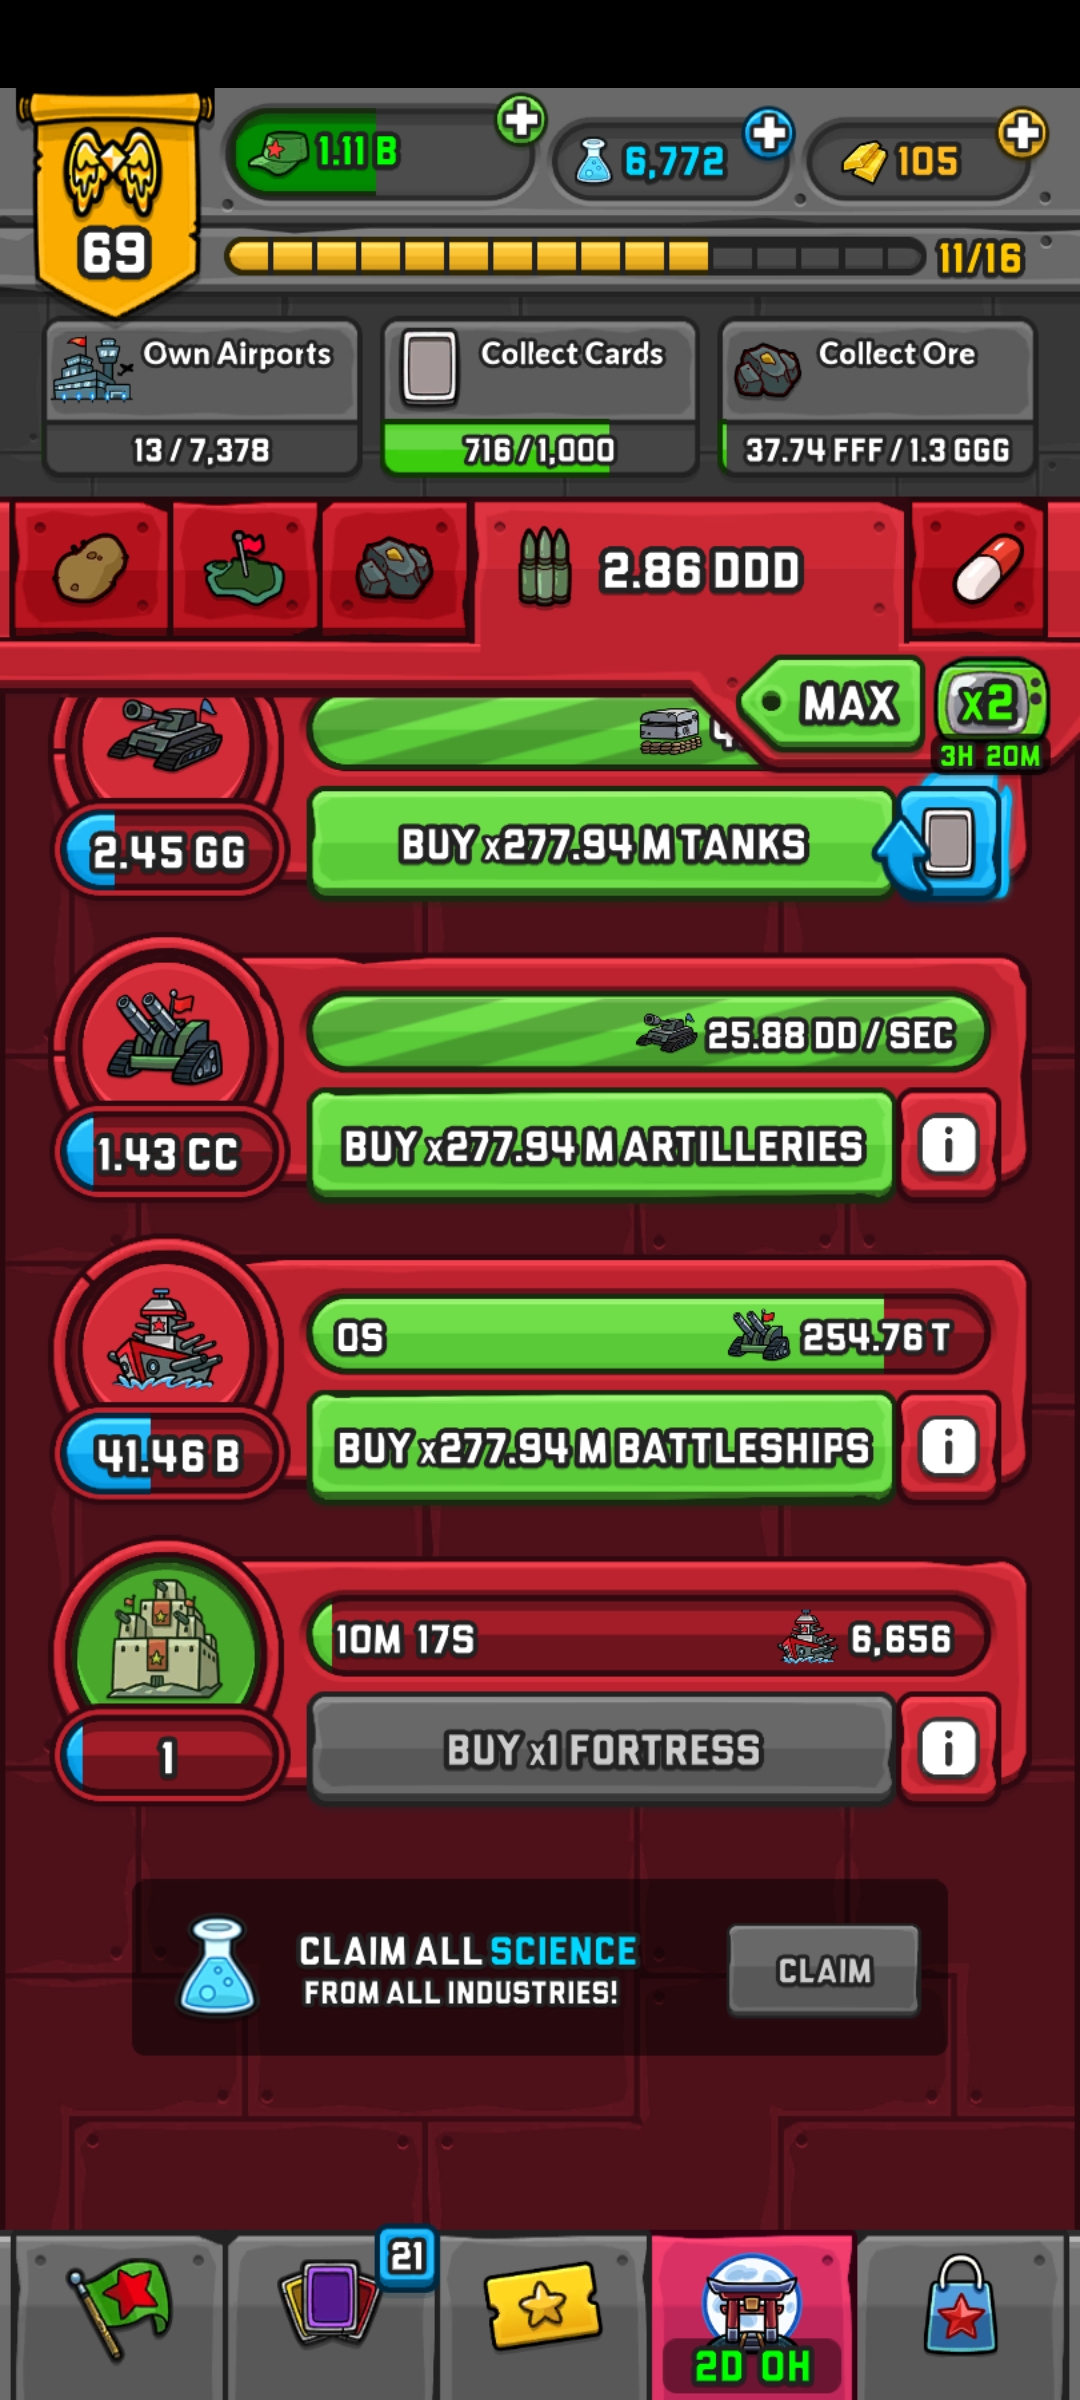 69
1.11 B
6,772
105
11/16
Own Airports
13 / 7,378
Collect Cards
716 / 1,000
Collect Ore
37.74 FFF / 1.3 GGG
2.86 DDD
MAX
x2
3H 20M
2.45 GG
BUY x277.94 M TANKS
25.88 DD / SEC
1.43 CC
BUY x277.94 M ARTILLERIES
0S
254.76 T
41.46 B
BUY x277.94 M BATTLESHIPS
10M 17S
6,656
1
BUY x1 FORTRESS
CLAIM ALL SCIENCE
FROM ALL INDUSTRIES!
CLAIM
21
2D 0H